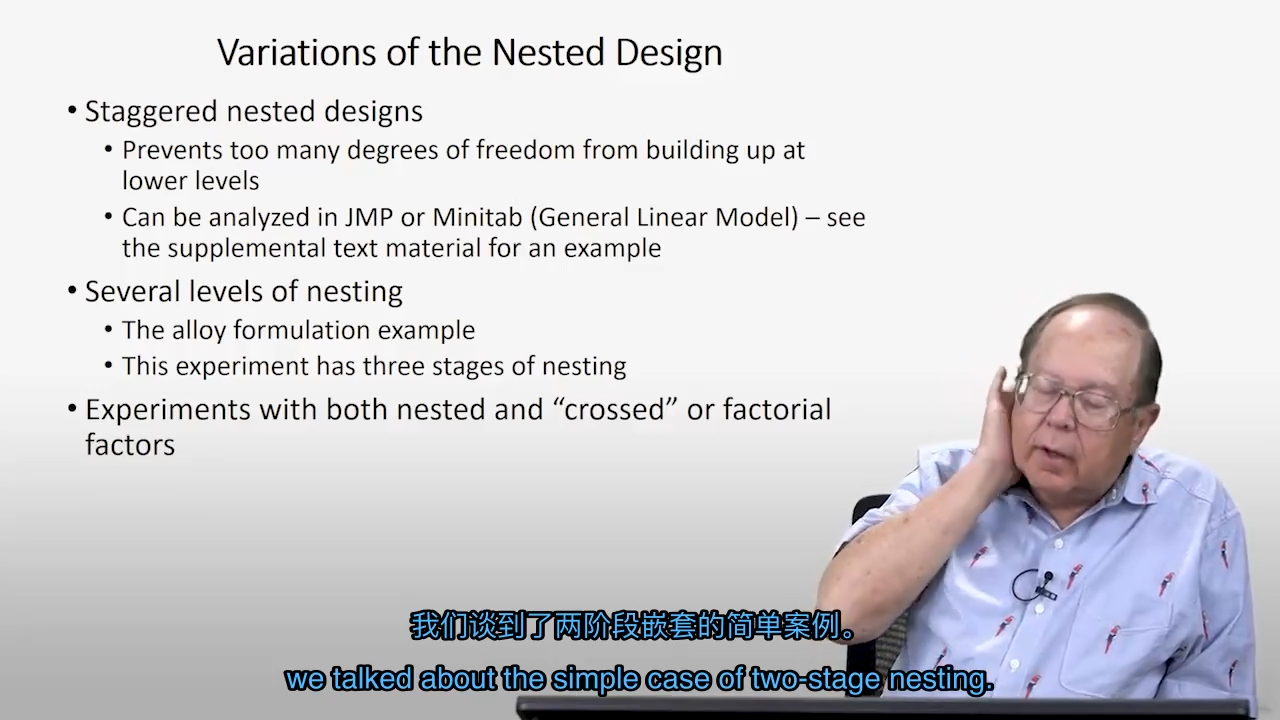 Variations of the Nested Design
• Staggered nested designs
• Prevents too many degrees of freedom from building up at
lower levels
• Can be analyzed in JMP or Minitab (General Linear Model) – see
the supplemental text material for an example
• Several levels of nesting
• The alloy formulation example
• This experiment has three stages of nesting
• Experiments with both nested and “crossed” or factorial
factors
我们谈到了两阶段嵌套的简单案例。
we talked about the simple case of two-stage nesting.